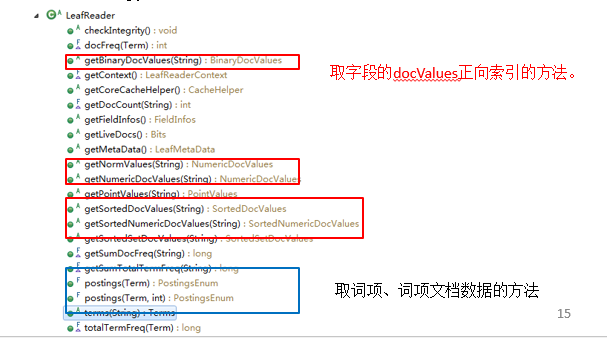 LeafReader
checkIntegrity() : void
docFreq(Term) : int
getBinaryDocValues(String) : BinaryDocValues
取字段的docValues正向索引的方法。
getContext() : LeafReaderContext
getCoreCacheHelper() : CacheHelper
getDocCount(String) : int
getFieldInfos() : FieldInfos
getLiveDocs() : Bits
getMetaData() : LeafMetaData
getNormValues(String) : NumericDocValues
getNumericDocValues(String) : NumericDocValues
getPointValues(String) : PointValues
getSortedDocValues(String) : SortedDocValues
getSortedNumericDocValues(String) : SortedNumericDocValues
getSortedSetDocValues(String) : SortedSetDocValues
getSumDocFreq(String) : long
getSumTotalTermFreq(String) : long
postings(Term) : PostingsEnum
取词项、词项文档数据的方法
postings(Term, int) : PostingsEnum
terms(String) : Terms
15
totalTermFreq(Term) : long